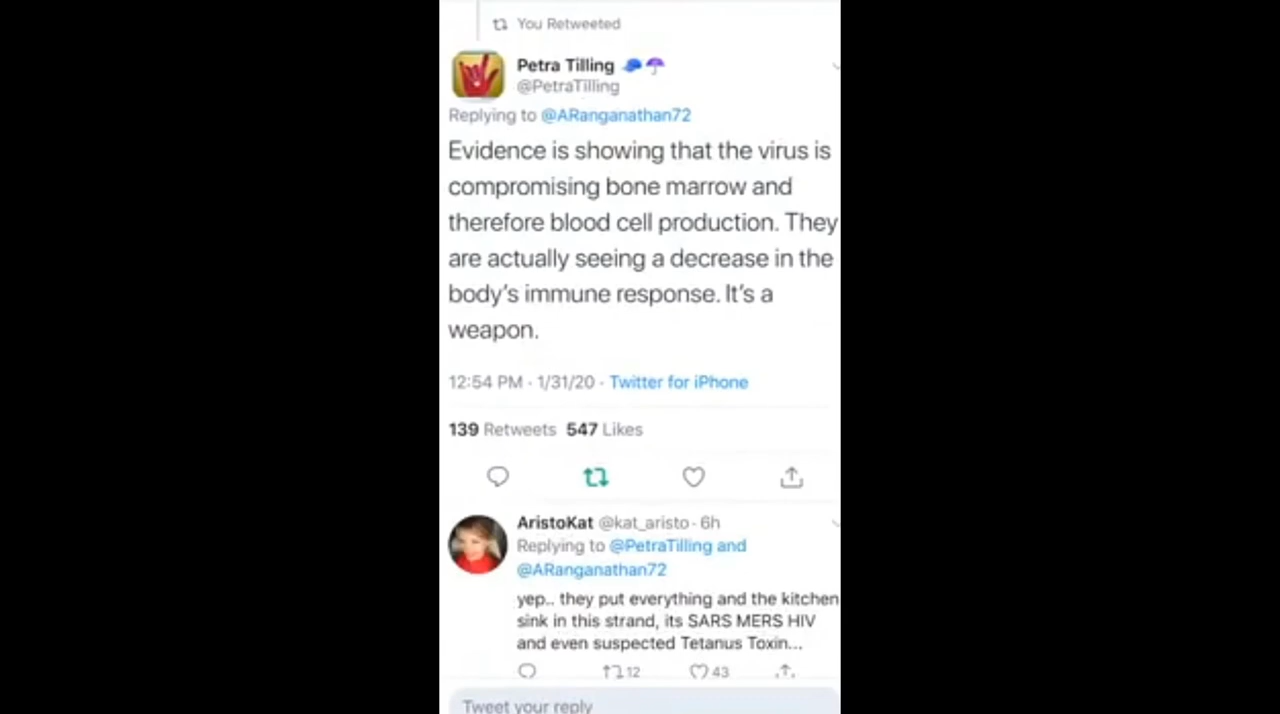 You Retweeted
Petra Tilling
@PetraTilling
Replying to @ARanganathan72
Evidence is showing that the virus is
compromising bone marrow and
therefore blood cell production. They
are actually seeing a decrease in the
body's immune response. It's a
weapon.
12:54 PM · 1/31/20 · Twitter for iPhone
139 Retweets 547 Likes
AristoKat @kat_aristo · 6h
Replying to @PetraTilling and
@ARanganathan72
yep.. they put everything and the kitchen
sink in this strand, its SARS MERS HIV
and even suspected Tetanus Toxin...
12 43
Tweet your reply